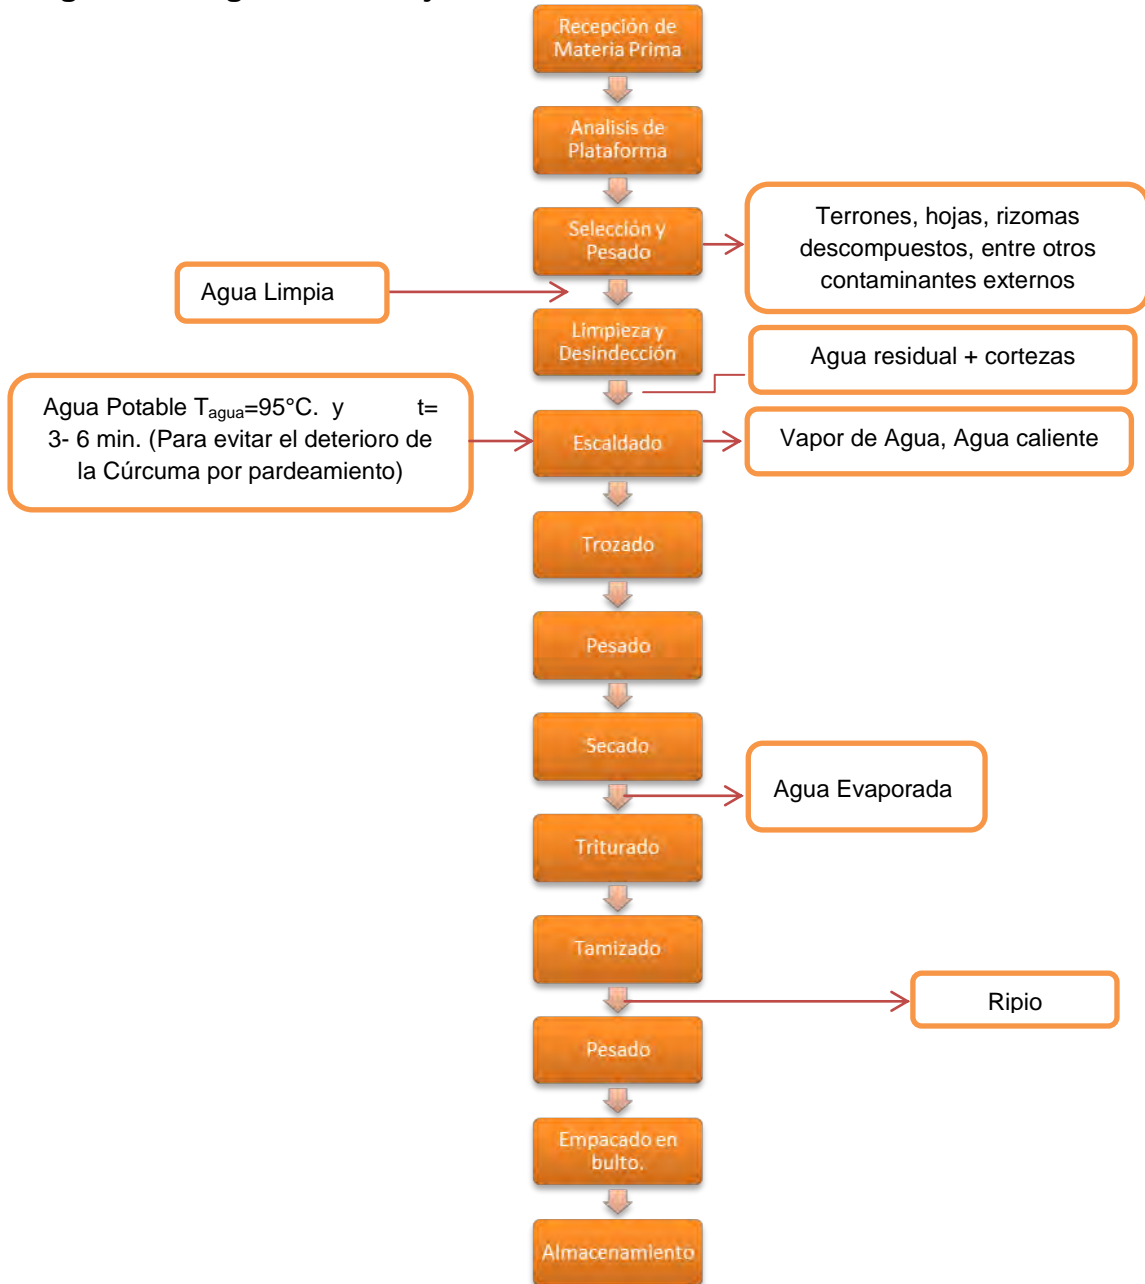 Recepción de
Materia Prima
Analisis de
Plataforma
Selección y
Pesado
Terrones, hojas, rizomas
descompuestos, entre otros
contaminantes externos
Agua Limpia
Limpieza y
Desindección
Agua residual + cortezas
Agua Potable Tagua=95°C. y t=
3- 6 min. (Para evitar el deterioro de
la Cúrcuma por pardeamiento)
Escaldado
Vapor de Agua, Agua caliente
Trozado
Pesado
Secado
Agua Evaporada
Triturado
Tamizado
Ripio
Pesado
Empacado en
bulto.
Almacenamiento